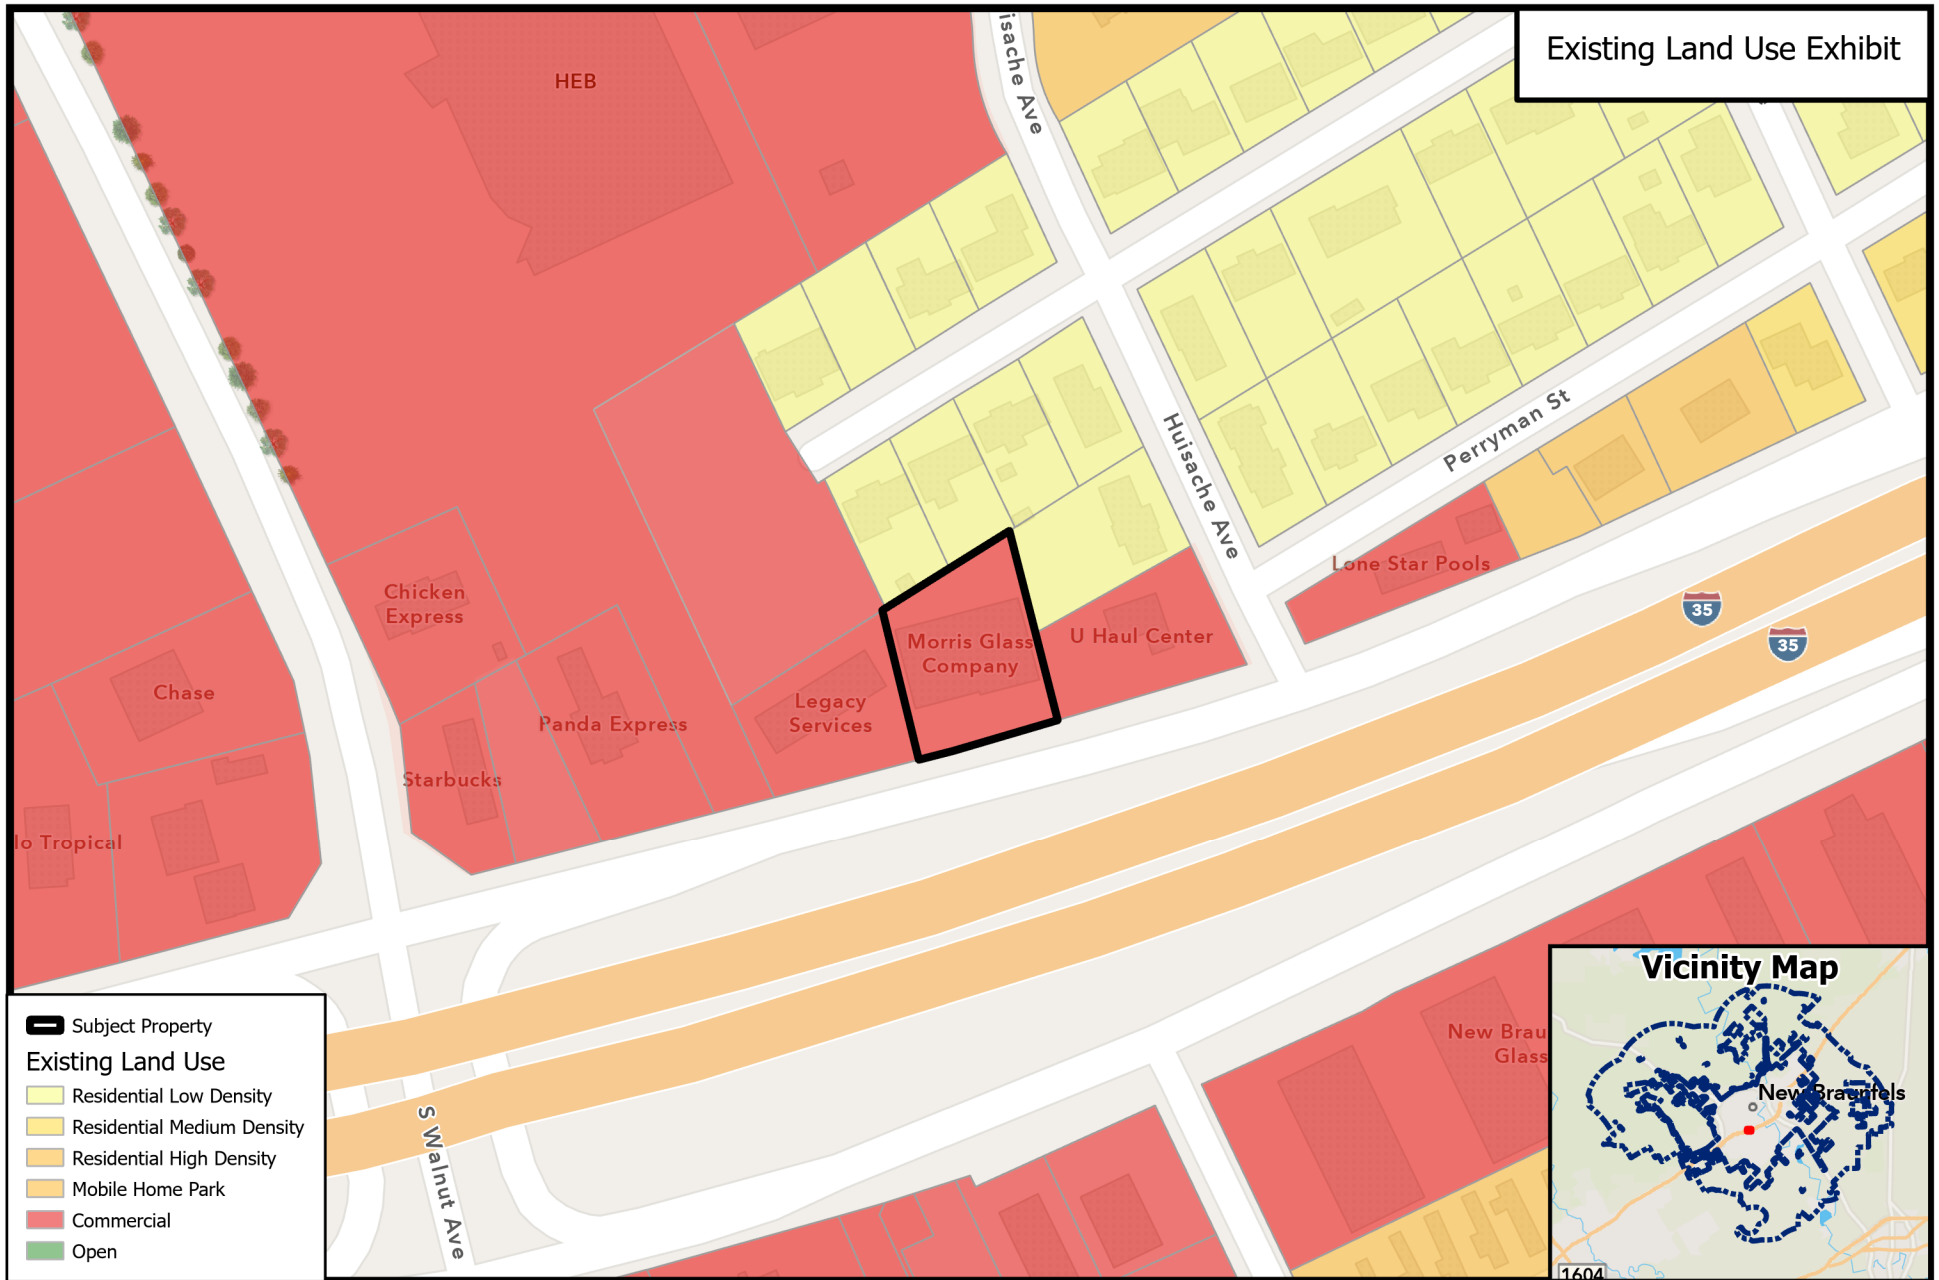 Existing Land Use Exhibit
HEB
isache Ave
Huisache Ave
Perryman St
Lone Star Pools
35
35
Chicken
Express
Morris Glass
Company
U Haul Center
Chase
Legacy
Services
Panda Express
Starbucks
lo Tropical
S Walnut Ave
New Brau
Glass
Subject Property
Existing Land Use
Residential Low Density
Residential Medium Density
Residential High Density
Mobile Home Park
Commercial
Open
Vicinity Map
New Braunfels
1604